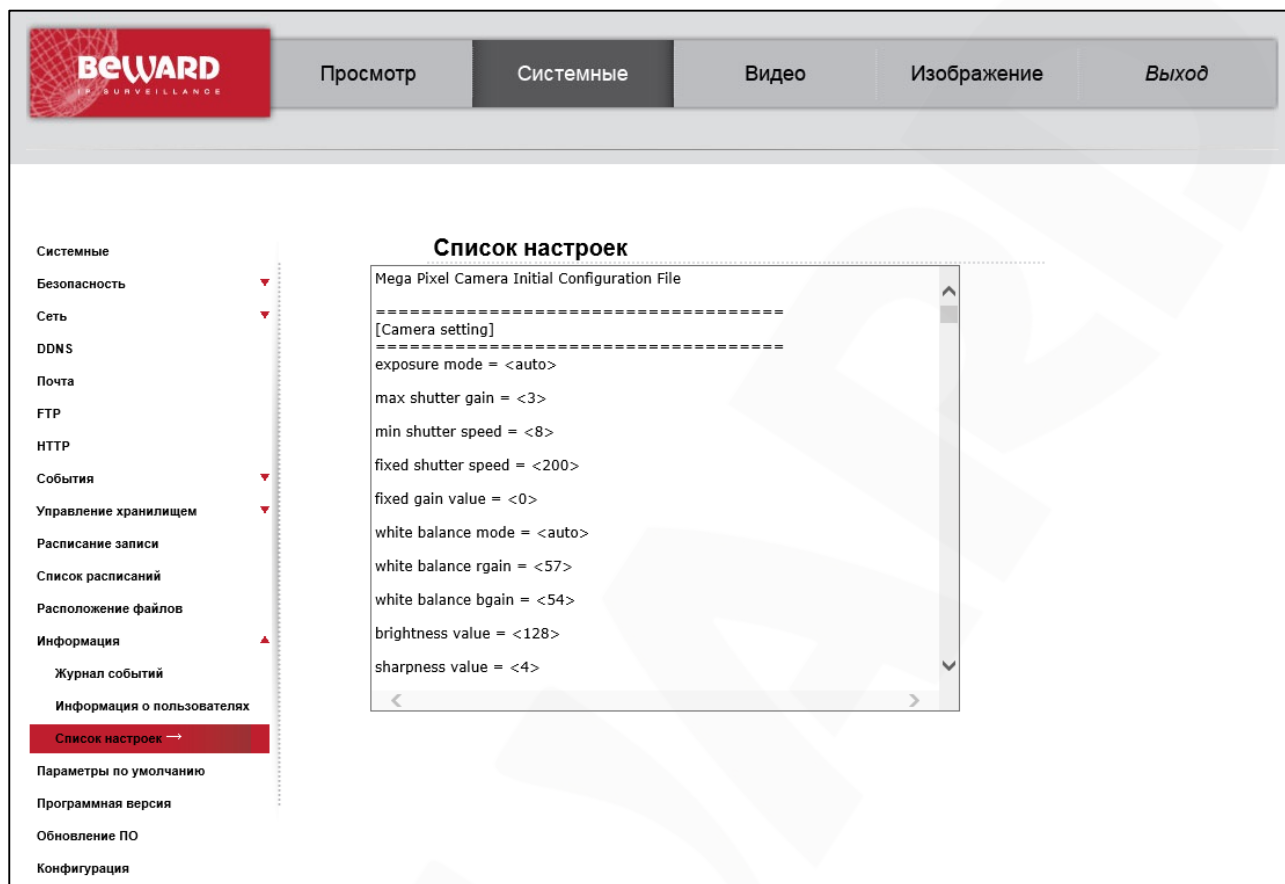 BEWARD
IP SURVEILLANCE
Просмотр
Системные
Видео
Изображение
Выход
Системные
Безопасность
Сеть
DDNS
Почта
FTP
HTTP
События
Управление хранилищем
Расписание записи
Список расписаний
Расположение файлов
Информация
Журнал событий
Информация о пользователях
Список настроек →
Параметры по умолчанию
Программная версия
Обновление ПО
Конфигурация
Список настроек
Mega Pixel Camera Initial Configuration File
====================================
[Camera setting]
====================================
exposure mode = <auto>
max shutter gain = <3>
min shutter speed = <8>
fixed shutter speed = <200>
fixed gain value = <0>
white balance mode = <auto>
white balance rgain = <57>
white balance bgain = <54>
brightness value = <128>
sharpness value = <4>